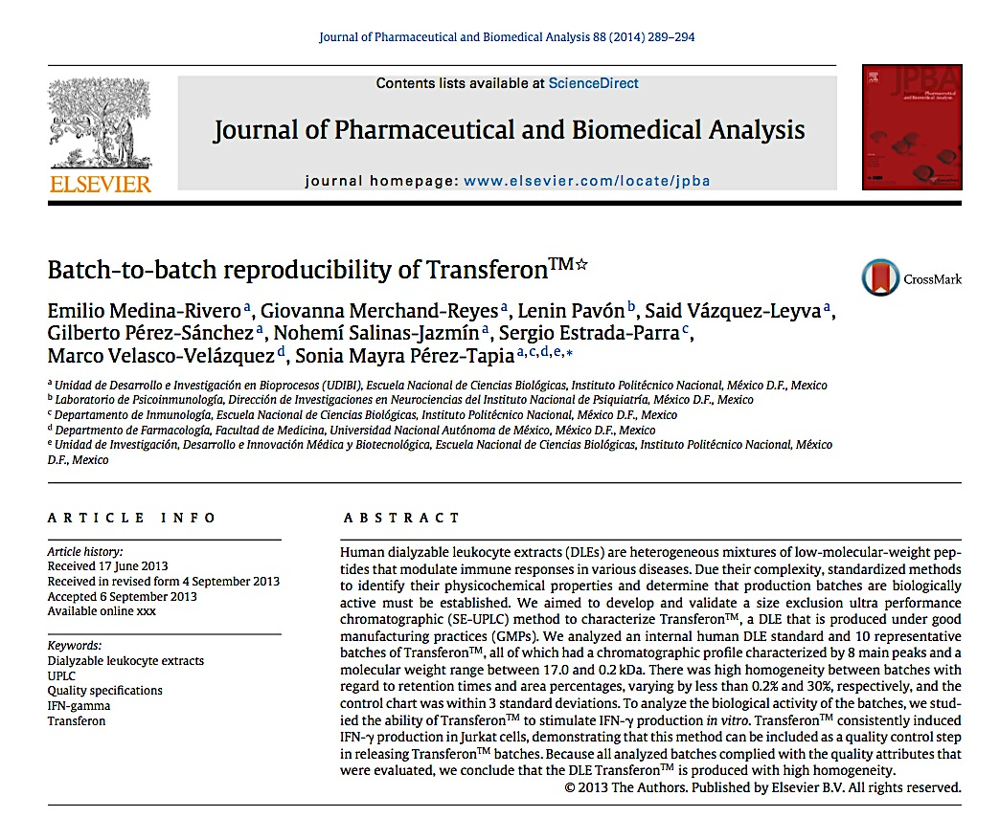 Journal of Pharmaceutical and Biomedical Analysis 88 (2014) 289–294
Contents lists available at ScienceDirect
Journal of Pharmaceutical and Biomedical Analysis
journal homepage: www.elsevier.com/locate/jpba
ELSEVIER
JPBA
Batch-to-batch reproducibility of Transferon™☆
CrossMark
Emilio Medina-Rivero a, Giovanna Merchand-Reyes a, Lenin Pavón b, Said Vázquez-Leyva a,
Gilberto Pérez-Sánchez a, Nohemí Salinas-Jazmín a, Sergio Estrada-Parra c,
Marco Velasco-Velázquez d, Sonia Mayra Pérez-Tapia a,c,d,e,*
a Unidad de Desarrollo e Investigación en Bioprocesos (UDIBI), Escuela Nacional de Ciencias Biológicas, Instituto Politécnico Nacional, México D.F., Mexico
b Laboratorio de Psicoinmunología, Dirección de Investigaciones en Neurociencias del Instituto Nacional de Psiquiatría, México D.F., Mexico
c Departamento de Inmunología, Escuela Nacional de Ciencias Biológicas, Instituto Politécnico Nacional, México D.F., Mexico
d Departmento de Farmacología, Facultad de Medicina, Universidad Nacional Autónoma de México, México D.F., Mexico
e Unidad de Investigación, Desarrollo e Innovación Médica y Biotecnológica, Escuela Nacional de Ciencias Biológicas, Instituto Politécnico Nacional, México
D.F., Mexico
ARTICLE INFO
Article history:
Received 17 June 2013
Received in revised form 4 September 2013
Accepted 6 September 2013
Available online xxx
Keywords:
Dialyzable leukocyte extracts
UPLC
Quality specifications
IFN-gamma
Transferon
ABSTRACT
Human dialyzable leukocyte extracts (DLEs) are heterogeneous mixtures of low-molecular-weight pep-
tides that modulate immune responses in various diseases. Due their complexity, standardized methods
to identify their physicochemical properties and determine that production batches are biologically
active must be established. We aimed to develop and validate a size exclusion ultra performance
chromatographic (SE-UPLC) method to characterize Transferon™, a DLE that is produced under good
manufacturing practices (GMPs). We analyzed an internal human DLE standard and 10 representative
batches of Transferon™, all of which had a chromatographic profile characterized by 8 main peaks and a
molecular weight range between 17.0 and 0.2 kDa. There was high homogeneity between batches with
regard to retention times and area percentages, varying by less than 0.2% and 30%, respectively, and the
control chart was within 3 standard deviations. To analyze the biological activity of the batches, we stud-
ied the ability of Transferon™ to stimulate IFN-γ production in vitro. Transferon™ consistently induced
IFN-γ production in Jurkat cells, demonstrating that this method can be included as a quality control step
in releasing Transferon™ batches. Because all analyzed batches complied with the quality attributes that
were evaluated, we conclude that the DLE Transferon™ is produced with high homogeneity.
© 2013 The Authors. Published by Elsevier B.V. All rights reserved.